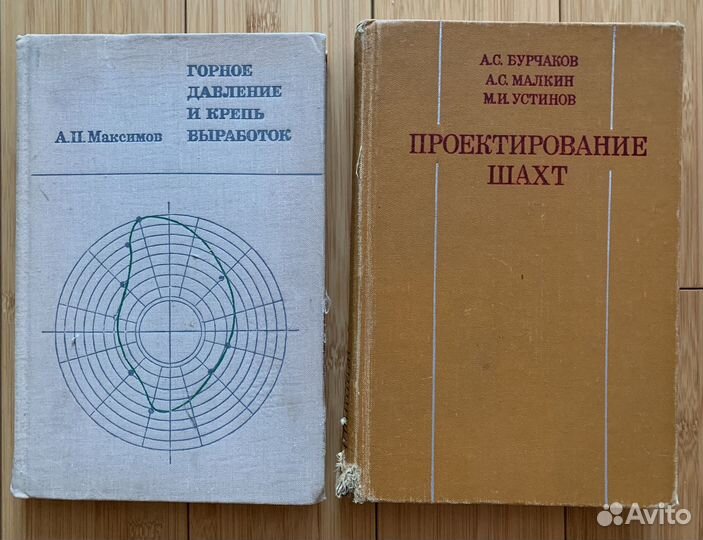 ГОРНОЕ
ДАВЛЕНИЕ
И КРЕПЬ
ВЫРАБОТОК
А.П. Максимов
А.С. БУРЧАКОВ
А.С. МАЛКИН
М.И. УСТИНОВ
ПРОЕКТИРОВАНИЕ
ШАХТ
Avito